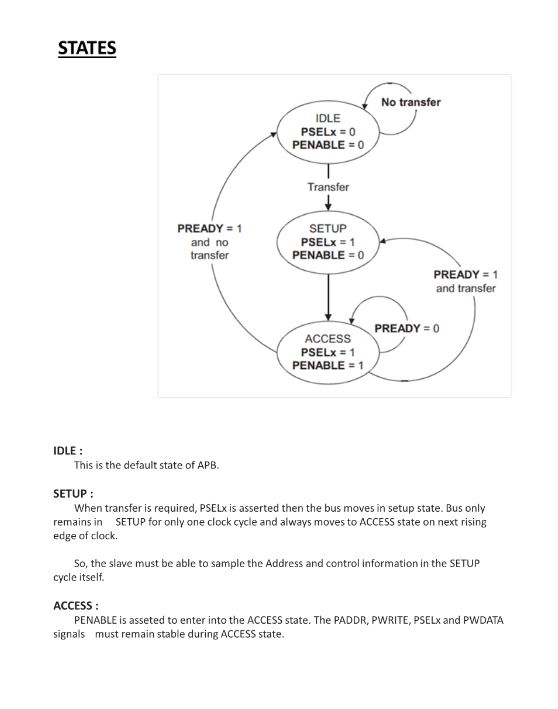 STATES
No transfer
IDLE
PSELx = 0
PENABLE = 0
Transfer
PREADY = 1
and no
transfer
SETUP
PSELx = 1
PENABLE = 0
PREADY = 1
and transfer
PREADY = 0
ACCESS
PSELx = 1
PENABLE = 1
IDLE :
This is the default state of APB.
SETUP :
When transfer is required, PSELx is asserted then the bus moves in setup state. Bus only
remains in SETUP for only one clock cycle and always moves to ACCESS state on next rising
edge of clock.
So, the slave must be able to sample the Address and control information in the SETUP
cycle itself.
ACCESS :
PENABLE is asseted to enter into the ACCESS state. The PADDR, PWRITE, PSELx and PWDATA
signals must remain stable during ACCESS state.